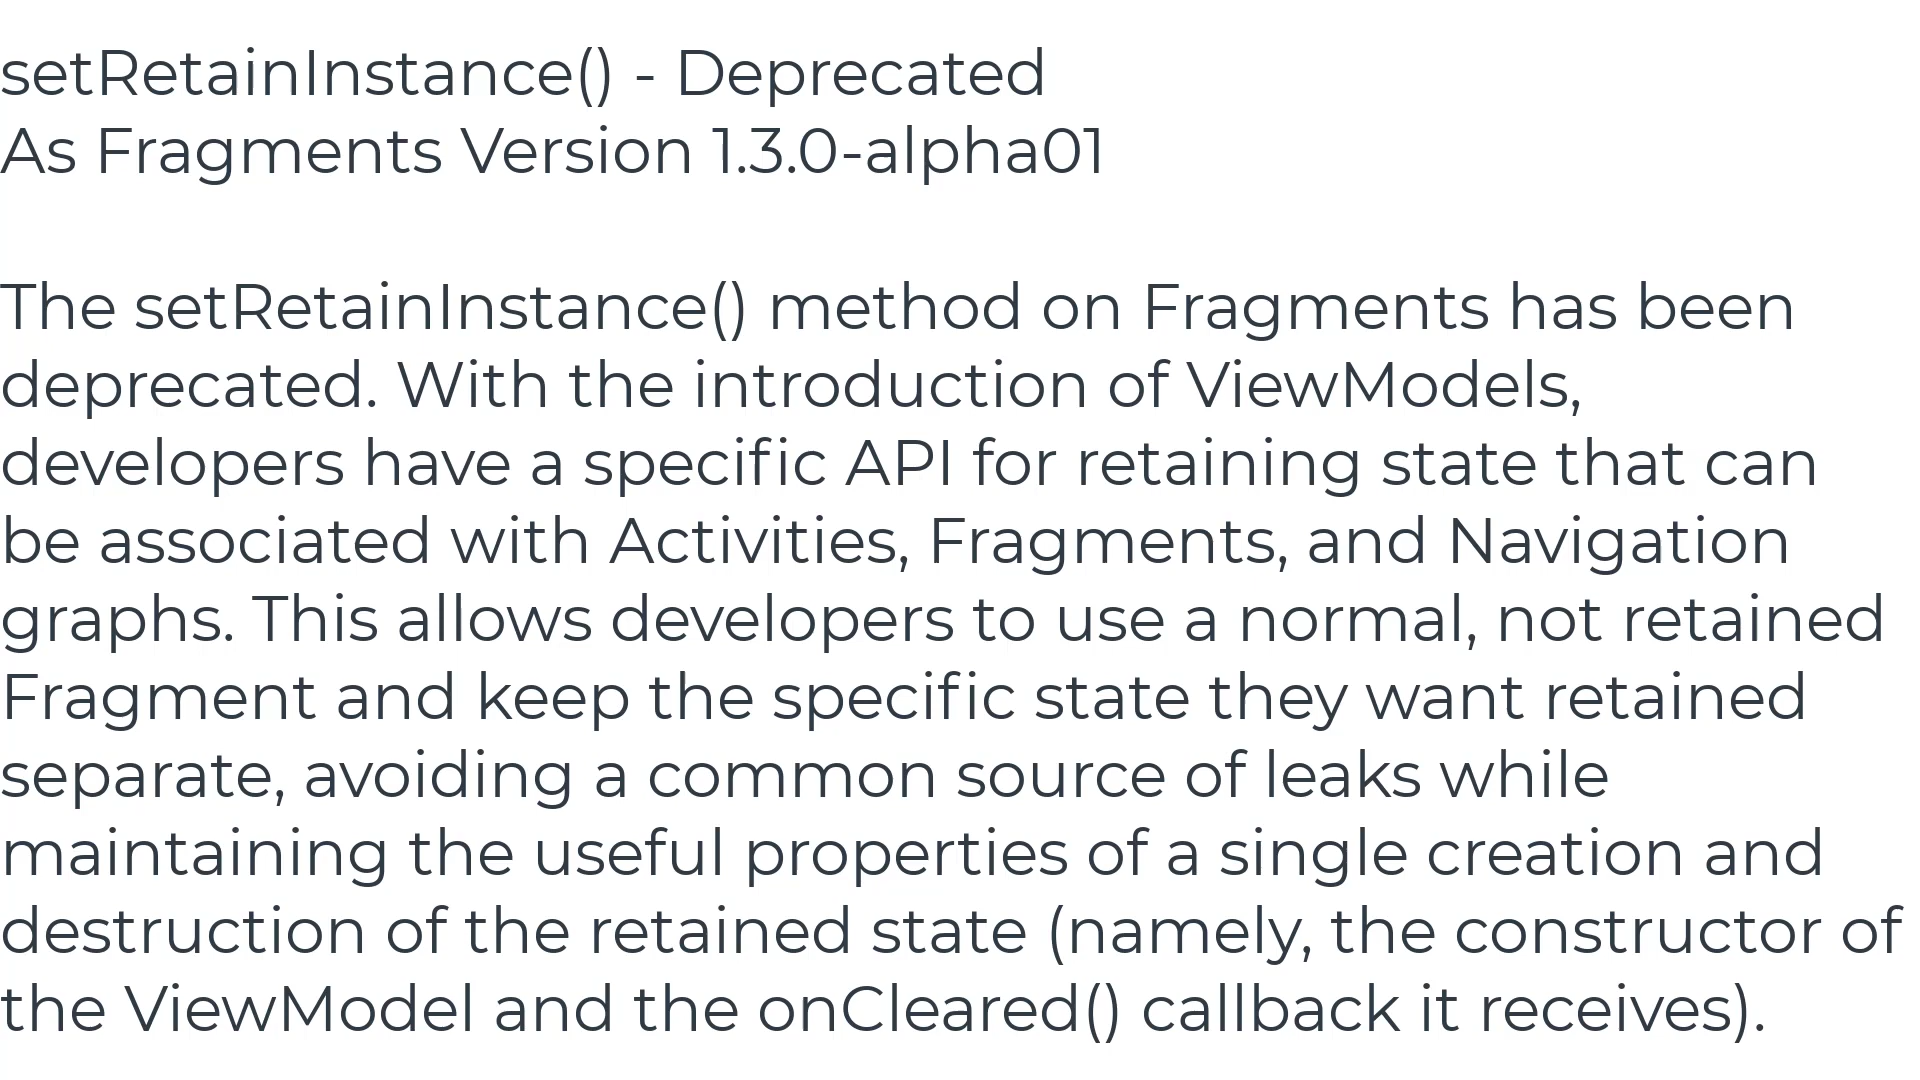 setRetainInstance() - Deprecated
As Fragments Version 1.3.0-alpha01
The setRetainInstance() method on Fragments has been
deprecated. With the introduction of ViewModels,
developers have a specific API for retaining state that can
be associated with Activities, Fragments, and Navigation
graphs. This allows developers to use a normal, not retained
Fragment and keep the specific state they want retained
separate, avoiding a common source of leaks while
maintaining the useful properties of a single creation and
destruction of the retained state (namely, the constructor of
the ViewModel and the onCleared() callback it receives).